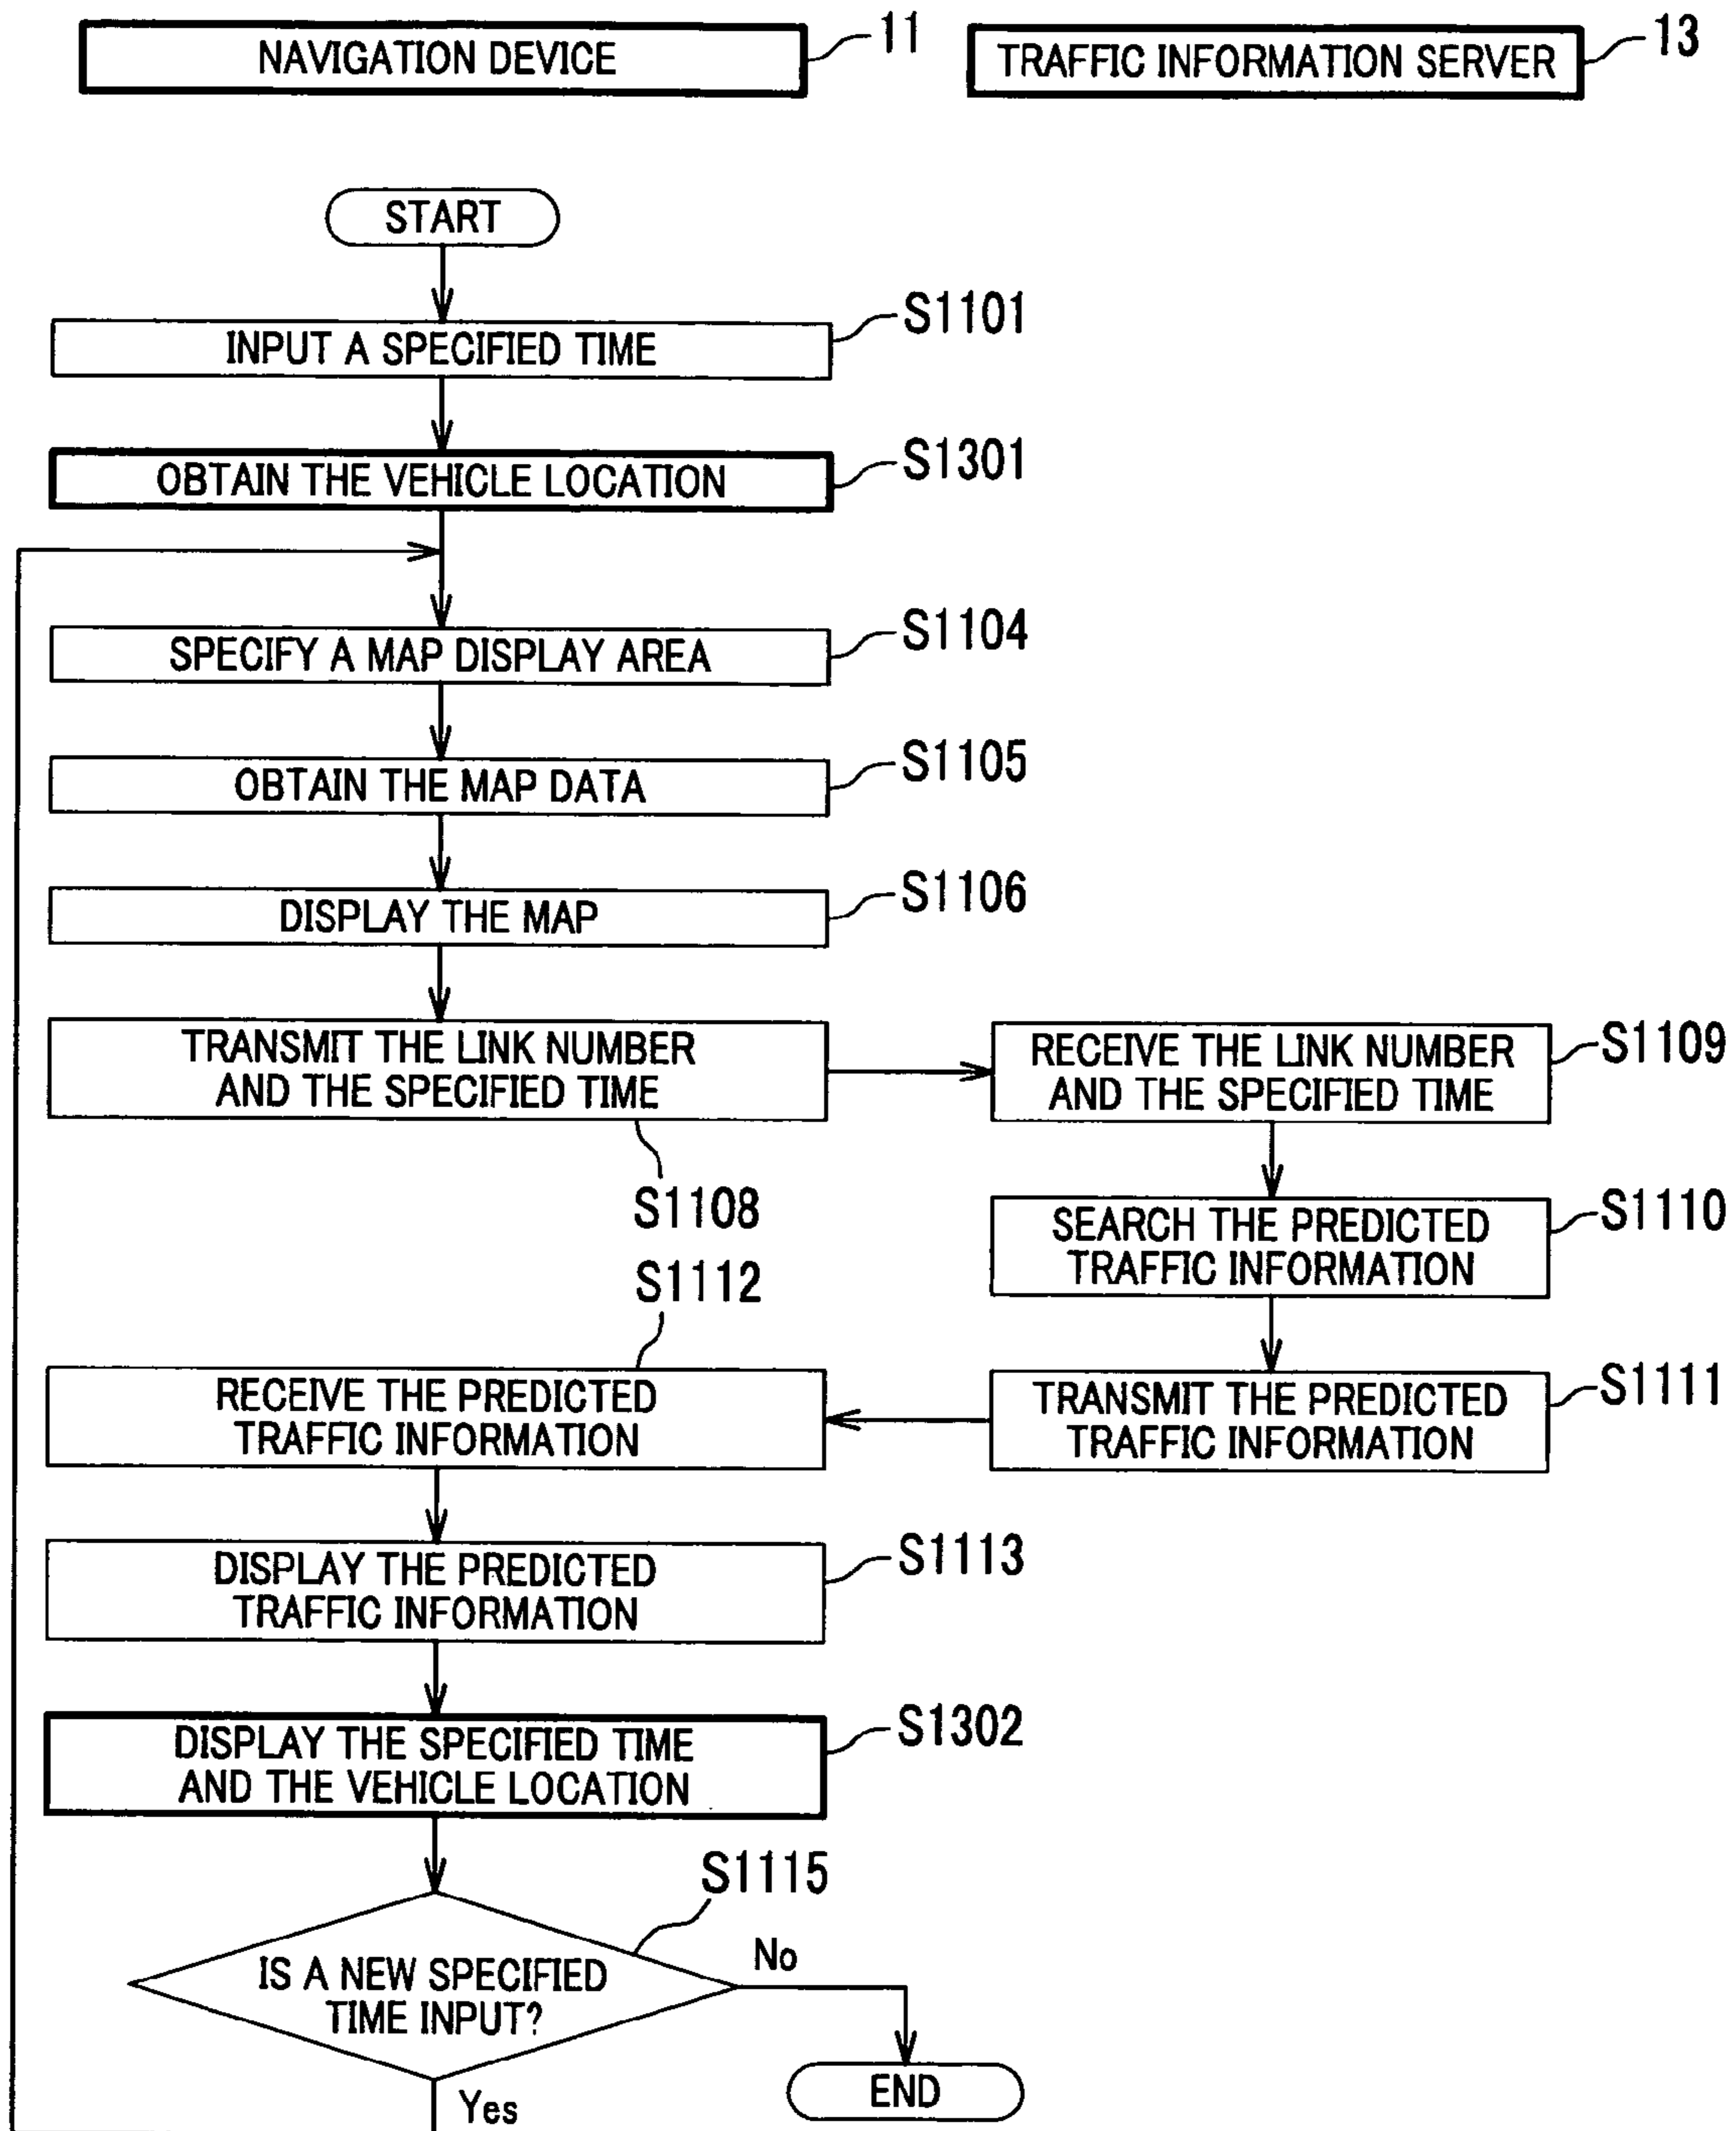 NAVIGATION DEVICE
11
TRAFFIC INFORMATION SERVER
13
START
INPUT A SPECIFIED TIME
S1101
OBTAIN THE VEHICLE LOCATION
S1301
SPECIFY A MAP DISPLAY AREA
S1104
OBTAIN THE MAP DATA
S1105
DISPLAY THE MAP
S1106
TRANSMIT THE LINK NUMBER
AND THE SPECIFIED TIME
S1108
RECEIVE THE LINK NUMBER
AND THE SPECIFIED TIME
S1109
SEARCH THE PREDICTED
TRAFFIC INFORMATION
S1110
TRANSMIT THE PREDICTED
TRAFFIC INFORMATION
S1111
S1112
RECEIVE THE PREDICTED
TRAFFIC INFORMATION
DISPLAY THE PREDICTED
TRAFFIC INFORMATION
S1113
DISPLAY THE SPECIFIED TIME
AND THE VEHICLE LOCATION
S1302
S1115
IS A NEW SPECIFIED
TIME INPUT?
No
END
Yes